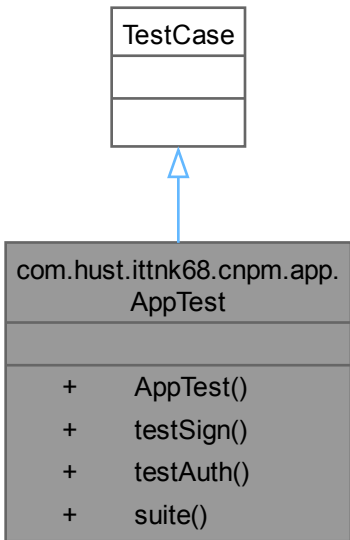 TestCase
com.hust.ittnk68.cnpm.app.
AppTest
+ AppTest()
+ testSign()
+ testAuth()
+ suite()